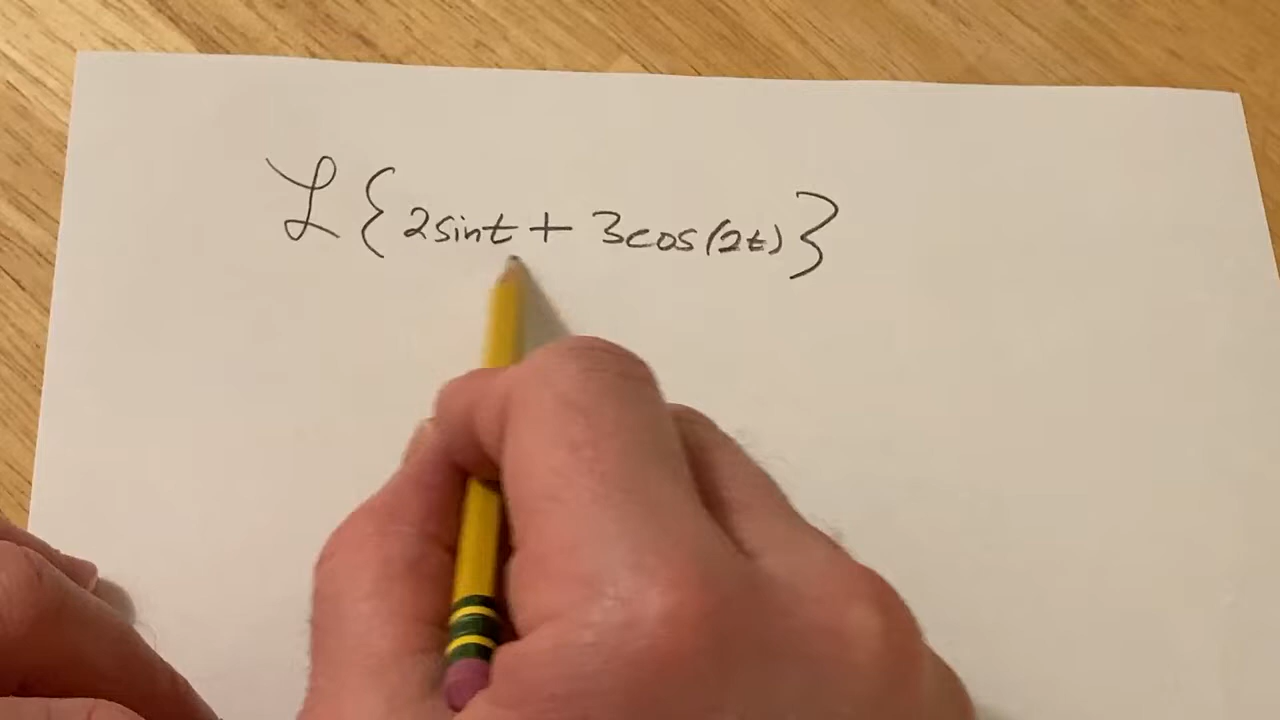 ℒ{2sint + 3cos(2t)}